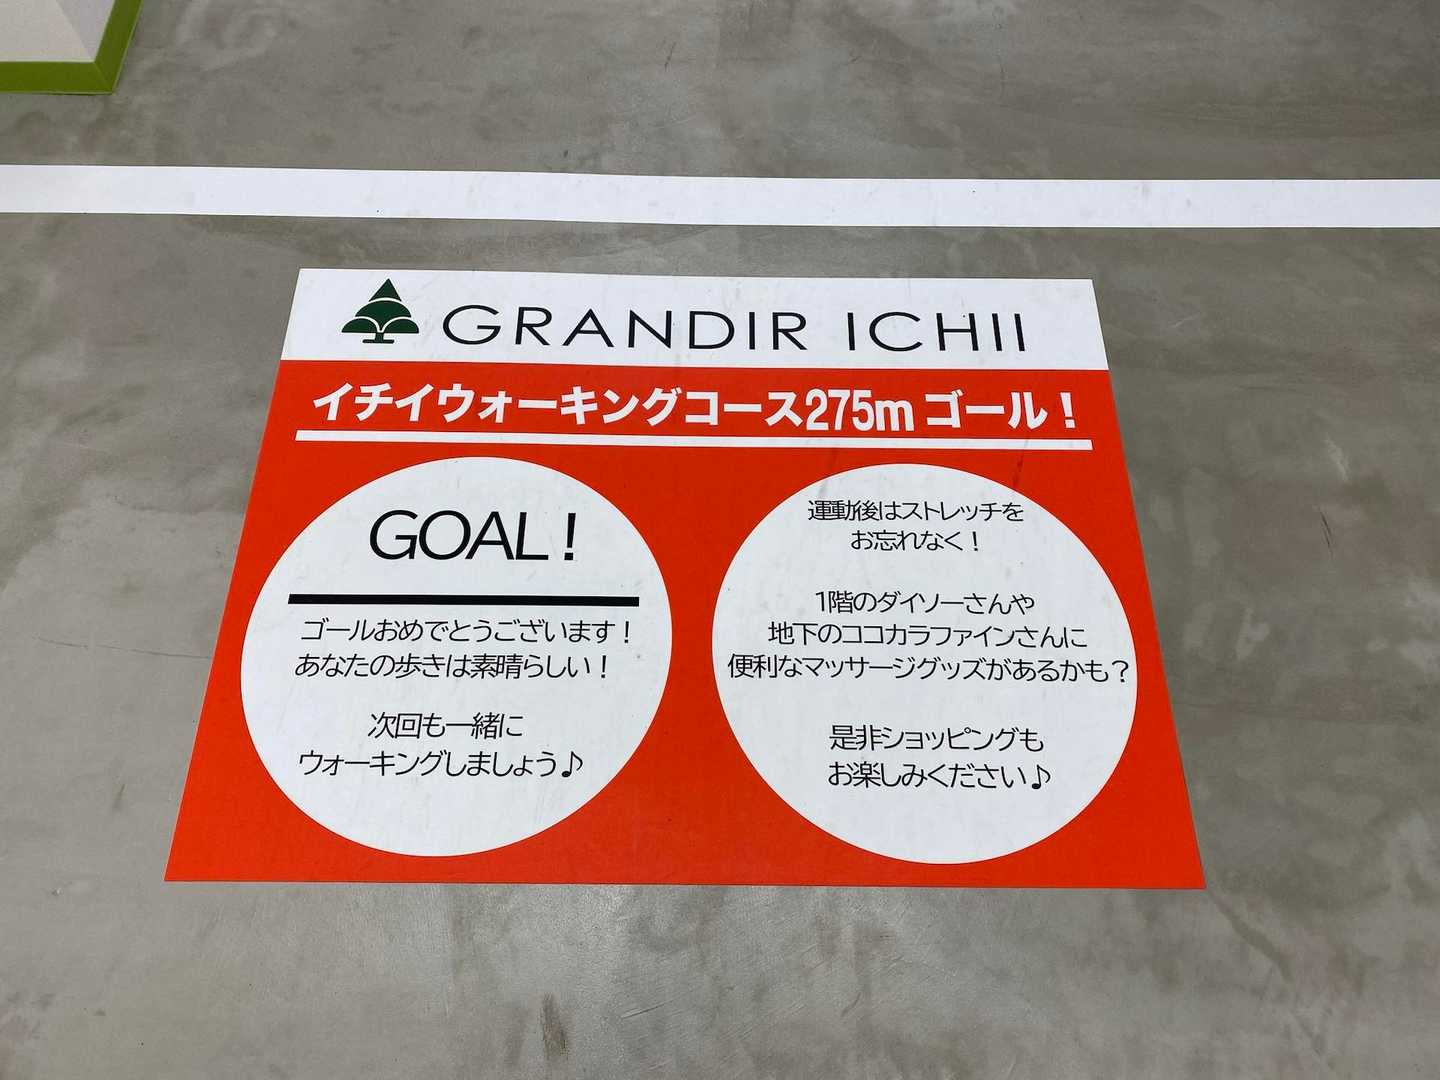 GRANDIR ICHII
イチイウォーキングコース275m ゴール！
GOAL！
ゴールおめでとうございます！
あなたの歩きは素晴らしい！
次回も一緒に
ウォーキングしましょう♪
運動後はストレッチを
お忘れなく！
1階のダイソーさんや
地下のココカラファインさんに
便利なマッサージグッズがあるかも？
是非ショッピングも
お楽しみください♪